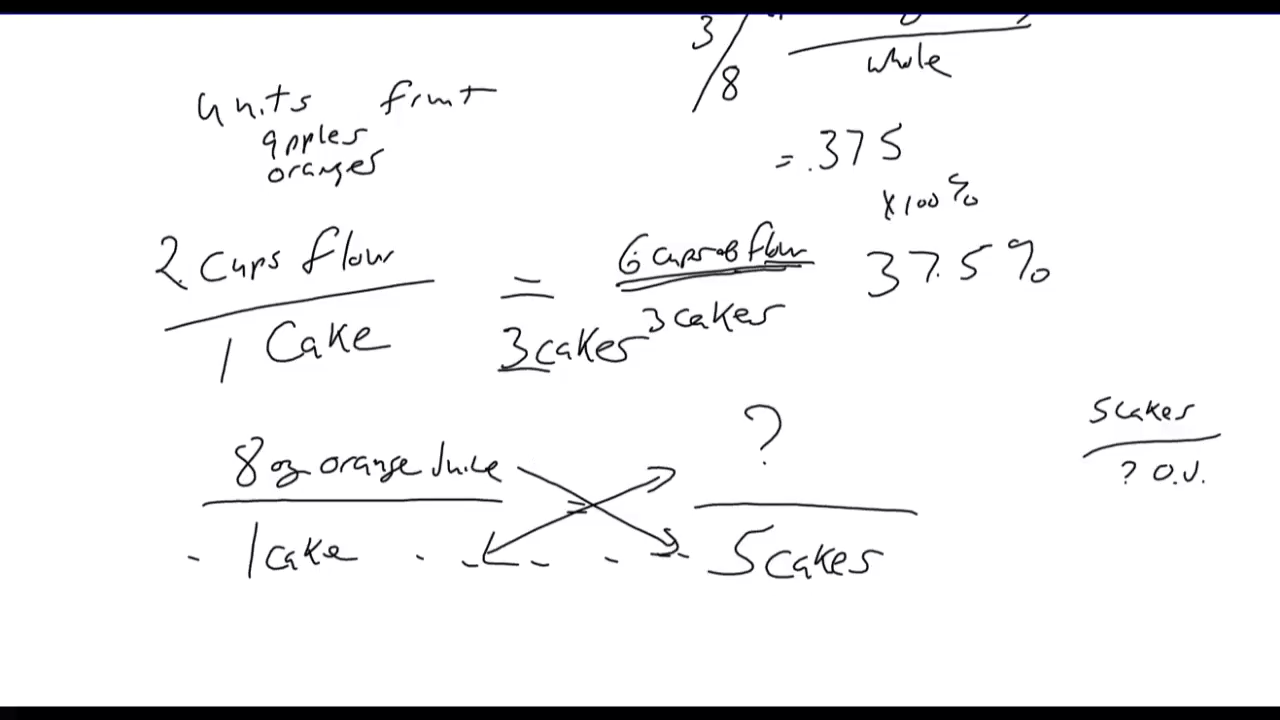 3/8
whole
units fruit
apples
oranges
= .375
x100%
37.5%
2 cups flour
1 Cake
=
6 cups of flour
3 cakes
3 cakes
8 oz orange Juice
1 cake
=
?
5 cakes
5 cakes
? O.J.